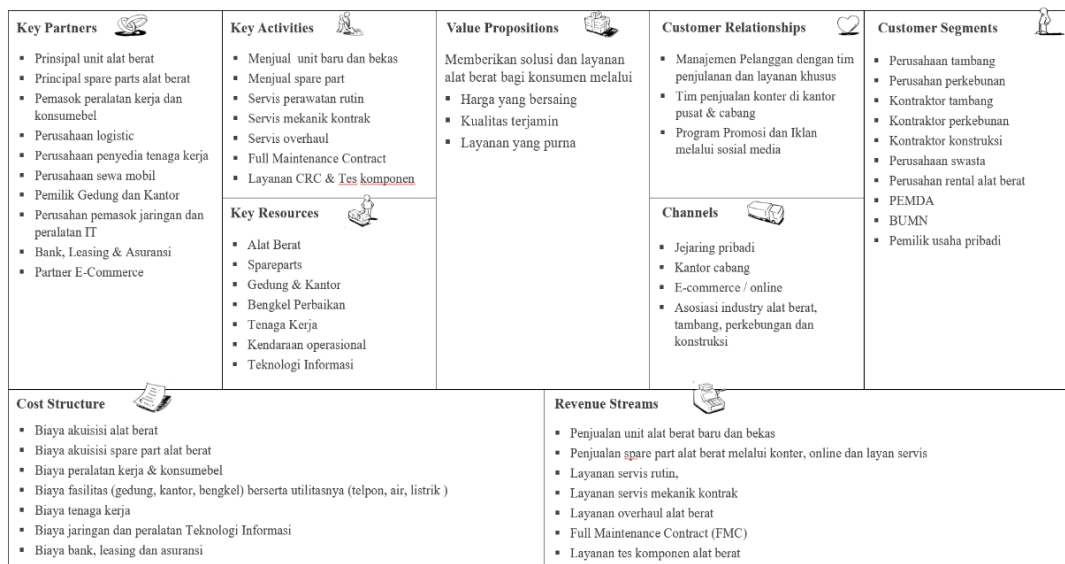 Key Partners
▪ Prinsipal unit alat berat
▪ Principal spare parts alat berat
▪ Pemasok peralatan kerja dan
konsumebel
▪ Perusahaan logistic
▪ Perusahaan penyedia tenaga kerja
▪ Perusahaan sewa mobil
▪ Pemilik Gedung dan Kantor
▪ Perusahan pemasok jaringan dan
peralatan IT
▪ Bank, Leasing & Asuransi
▪ Partner E-Commerce
Key Activities
▪ Menjual unit baru dan bekas
▪ Menjual spare part
▪ Servis perawatan rutin
▪ Servis mekanik kontrak
▪ Servis overhaul
▪ Full Maintenance Contract
▪ Layanan CRC & Tes komponen
Key Resources
▪ Alat Berat
▪ Spareparts
▪ Gedung & Kantor
▪ Bengkel Perbaikan
▪ Tenaga Kerja
▪ Kendaraan operasional
▪ Teknologi Informasi
Value Propositions
Memberikan solusi dan layanan
alat berat bagi konsumen melalui
▪ Harga yang bersaing
▪ Kualitas terjamin
▪ Layanan yang purna
Customer Relationships
▪ Manajemen Pelanggan dengan tim
penjulanan dan layanan khusus
▪ Tim penjualan konter di kantor
pusat & cabang
▪ Program Promosi dan Iklan
melalui sosial media
Channels
▪ Jejaring pribadi
▪ Kantor cabang
▪ E-commerce / online
▪ Asosiasi industry alat berat,
tambang, perkebungan dan
konstruksi
Customer Segments
▪ Perusahaan tambang
▪ Perushan perkebunan
▪ Kontraktor tambang
▪ Kontraktor perkebunan
▪ Kontraktor konstruksi
▪ Perusahaan swasta
▪ Perusahan rental alat berat
▪ PEMDA
▪ BUMN
▪ Pemilik usaha pribadi
Cost Structure
▪ Biaya akuisisi alat berat
▪ Biaya akuisisi spare part alat berat
▪ Biaya peralatan kerja & konsumebel
▪ Biaya fasilitas (gedung, kantor, bengkel) berserta utilitasnya (telpon, air, listrik )
▪ Biaya tenaga kerja
▪ Biaya jaringan dan peralatan Teknologi Informasi
▪ Biaya bank, leasing dan asuransi
Revenue Streams
▪ Penjualan unit alat berat baru dan bekas
▪ Penjualan spare part alat berat melalui konter, online dan layan servis
▪ Layanan servis rutin,
▪ Layanan servis mekanik kontrak
▪ Layanan overhaul alat berat
▪ Full Maintenance Contract (FMC)
▪ Layanan tes komponen alat berat